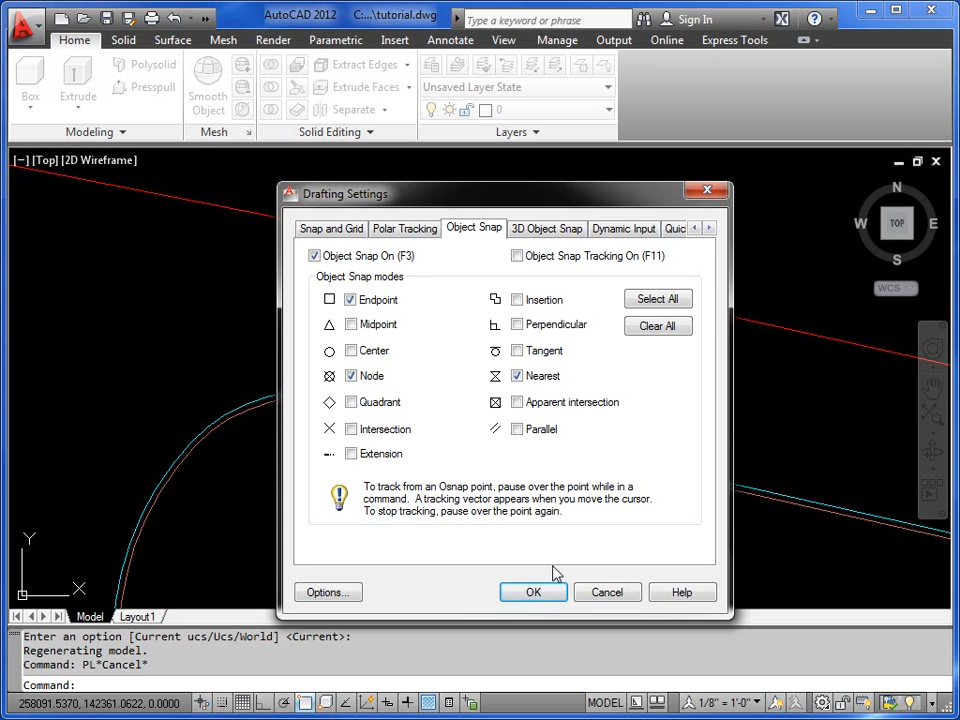 AutoCAD 2012 C:...\tutorial.dwg
Type a keyword or phrase
Sign In
Home Solid Surface Mesh Render Parametric Insert Annotate View Manage Output Online Express Tools
Box
Extrude
Polysolid
Presspull
Smooth
Object
Extrude Edges
Extrude Faces
Separate
Unsaved Layer State
0
Modeling
Mesh
Solid Editing
Layers
[−] [Top] [2D Wireframe]
N
W TOP E
S
WCS
Drafting Settings
Snap and Grid Polar Tracking Object Snap 3D Object Snap Dynamic Input Quic
Object Snap On (F3)
Object Snap Tracking On (F11)
Object Snap modes
Endpoint
Insertion
Select All
Midpoint
Perpendicular
Clear All
Center
Tangent
Node
Nearest
Quadrant
Apparent intersection
Intersection
Parallel
Extension
To track from an Osnap point, pause over the point while in a
command. A tracking vector appears when you move the cursor.
To stop tracking, pause over the point again.
Options... OK Cancel Help
Y
X
Model Layout1
Enter an option [Current ucs/Ucs/World] <Current>:
Regenerating model.
Command: PL*Cancel*
Command:
258091.5370, 142361.0622, 0.0000
MODEL
1/8" = 1'-0"